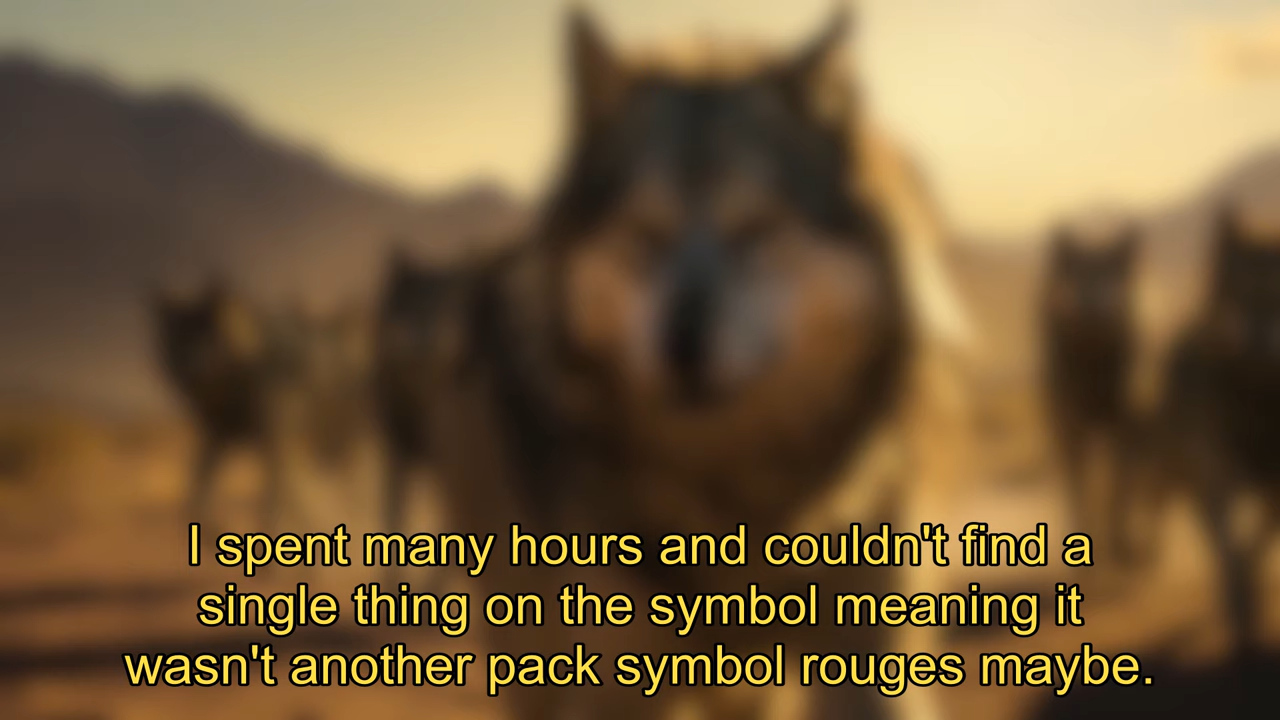 I spent many hours and couldn't find a
single thing on the symbol meaning it
wasn't another pack symbol rouges maybe.